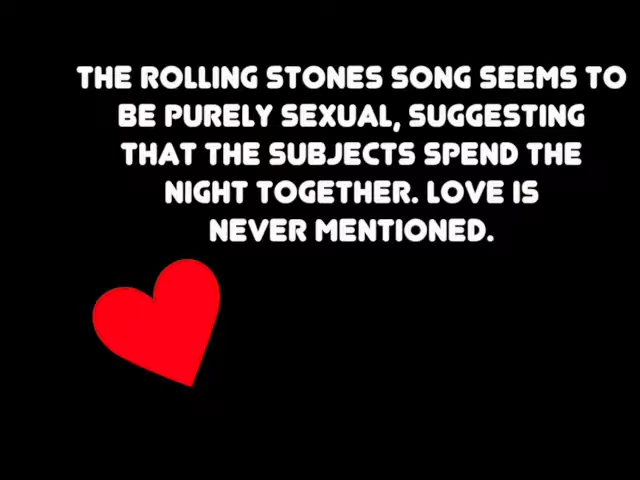 THE ROLLING STONES SONG SEEMS TO
BE PURELY SEXUAL, SUGGESTING
THAT THE SUBJECTS SPEND THE
NIGHT TOGETHER. LOVE IS
NEVER MENTIONED.